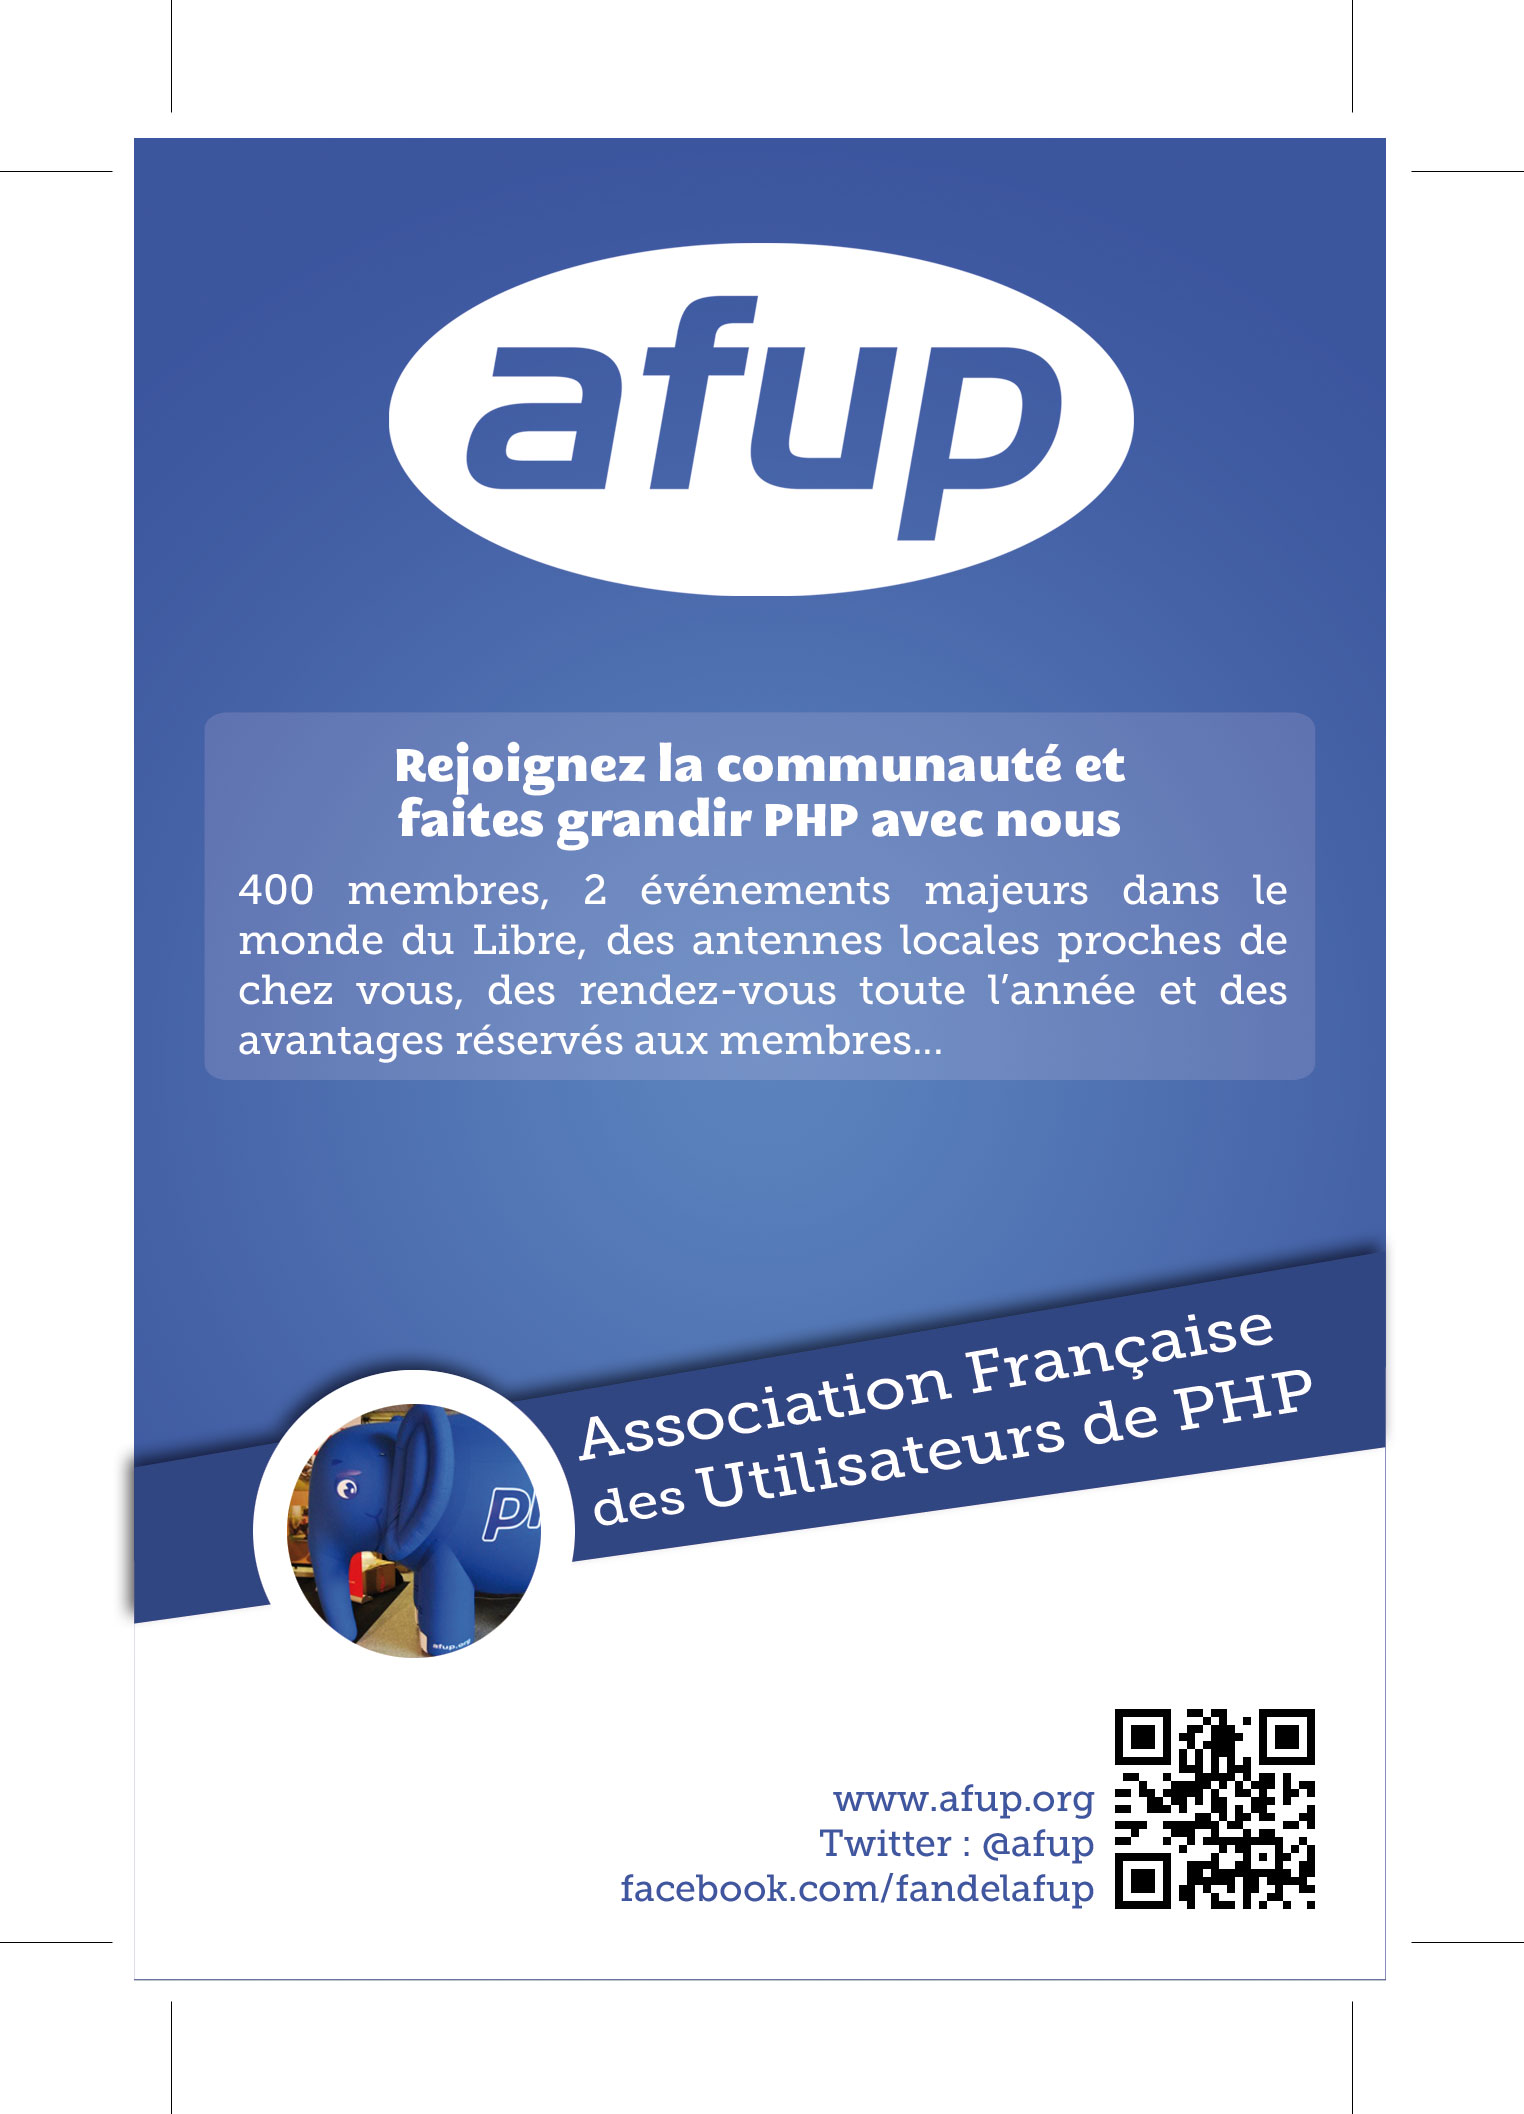 afup
Rejoignez la communauté et
faites grandir PHP avec nous
400 membres, 2 événements majeurs dans le
monde du Libre, des antennes locales proches de
chez vous, des rendez-vous toute l’année et des
avantages réservés aux membres...
Association Française
des Utilisateurs de PHP
afup.org
www.afup.org
Twitter : @afup
facebook.com/fandelafup